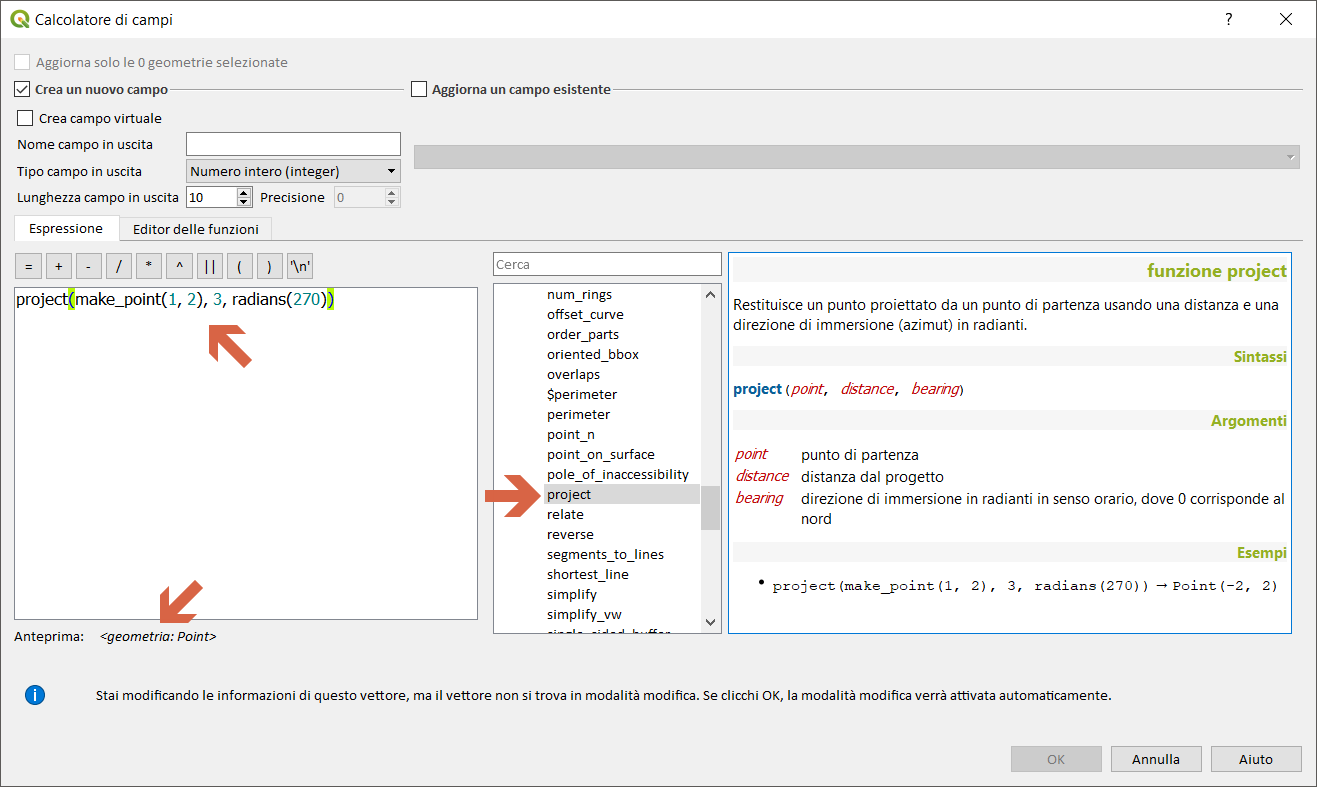 Calcolatore di campi
?
Aggiorna solo le 0 geometrie selezionate
Crea un nuovo campo
Aggiorna un campo esistente
Crea campo virtuale
Nome campo in uscita
Tipo campo in uscita Numero intero (integer)
Lunghezza campo in uscita 10 Precisione 0
Espressione Editor delle funzioni
= + - / * ^ || ( ) '\n'
project(make_point(1, 2), 3, radians(270))
Anteprima: <geometria: Point>
Cerca
num_rings
offset_curve
order_parts
oriented_bbox
overlaps
$perimeter
perimeter
point_n
point_on_surface
pole_of_inaccessibility
project
relate
reverse
segments_to_lines
shortest_line
simplify
simplify_vw
single_sided_buffer
funzione project
Restituisce un punto proiettato da un punto di partenza usando una distanza e una
direzione di immersione (azimut) in radianti.
Sintassi
project (point, distance, bearing)
Argomenti
point punto di partenza
distance distanza dal progetto
bearing direzione di immersione in radianti in senso orario, dove 0 corrisponde al
nord
Esempi
• project(make_point(1, 2), 3, radians(270)) → Point(-2, 2)
i
Stai modificando le informazioni di questo vettore, ma il vettore non si trova in modalità modifica. Se clicchi OK, la modalità modifica verrà attivata automaticamente.
OK Annulla Aiuto